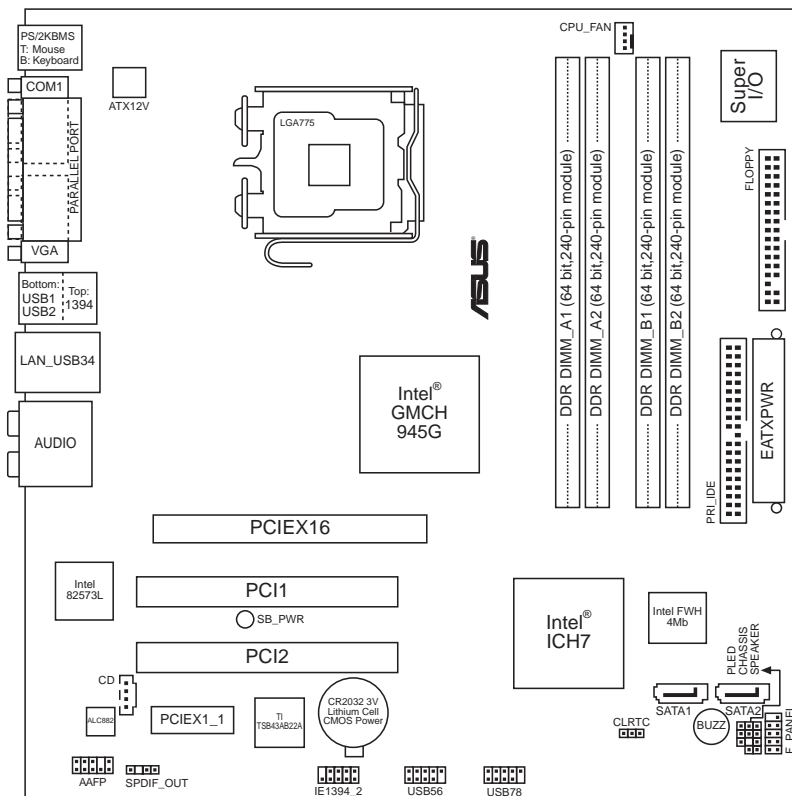 PS/2KBMS
T: Mouse
B: Keyboard
CPU_FAN
COM1
ATX12V
Super
I/O
LGA775
PARALLEL PORT
FLOPPY
VGA
ASUS®
DDR DIMM_A1 (64 bit,240-pin module)
DDR DIMM_A2 (64 bit,240-pin module)
DDR DIMM_B1 (64 bit,240-pin module)
DDR DIMM_B2 (64 bit,240-pin module)
Bottom:
USB1
USB2
Top:
1394
LAN_USB34
Intel®
GMCH
945G
AUDIO
EATXPWR
PRI_IDE
PCIEX16
Intel
82573L
PCI1
SB_PWR
PCI2
Intel®
ICH7
Intel FWH
4Mb
PLED
CHASSIS
SPEAKER
CD
CR2032 3V
Lithium Cell
CMOS Power
ALC882
PCIEX1_1
TI
TSB43AB22A
SATA1
SATA2
CLRTC
BUZZ
F_PANEL
AAFP
SPDIF_OUT
IE1394_2
USB56
USB78